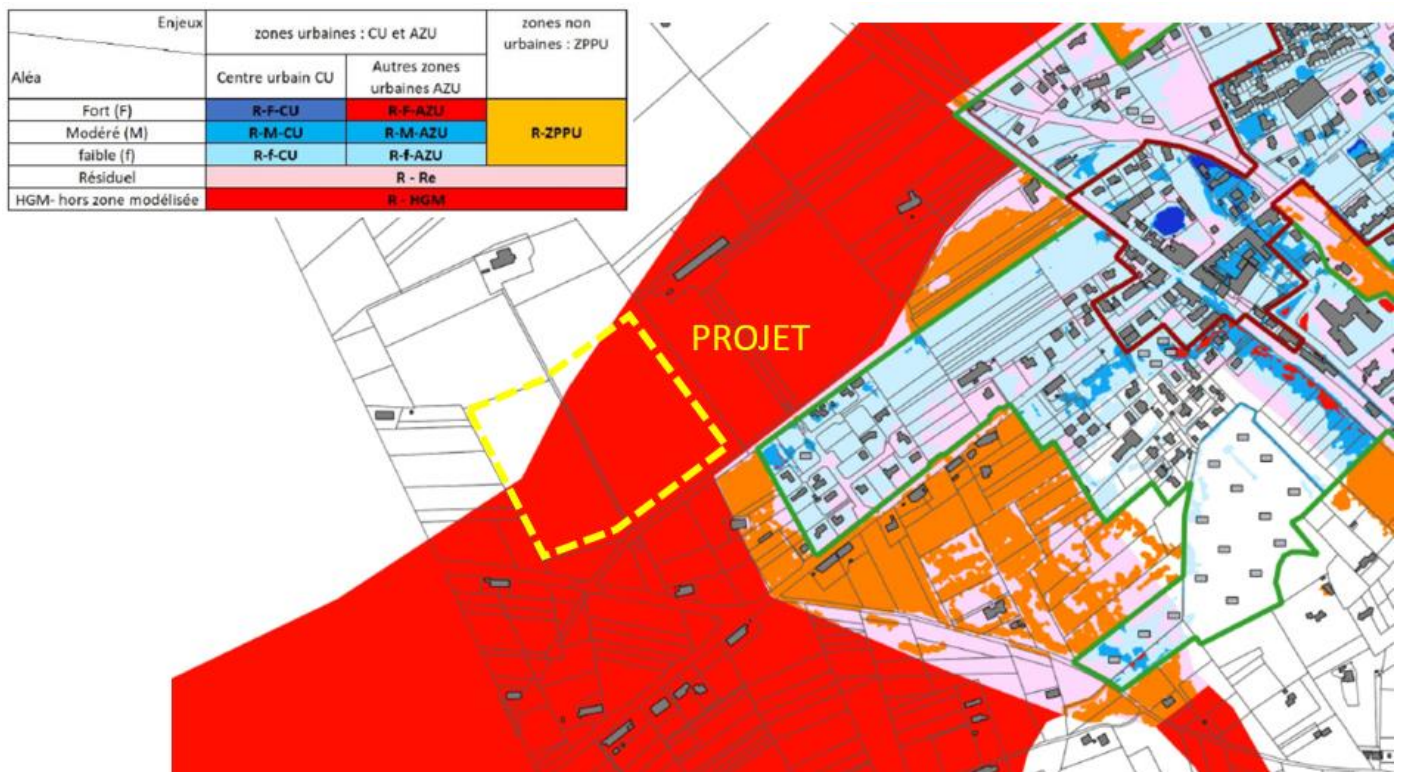 Enjeux
zones urbaines : CU et AZU
zones non
urbaines : ZPPU
Aléa
Centre urbain CU
Autres zones
urbaines AZU
Fort (F)
R-F-CU
R-F-AZU
Modéré (M)
R-M-CU
R-M-AZU
R-ZPPU
faible (f)
R-f-CU
R-f-AZU
Résiduel
R - Re
HGM- hors zone modélisée
R - HGM
PROJET